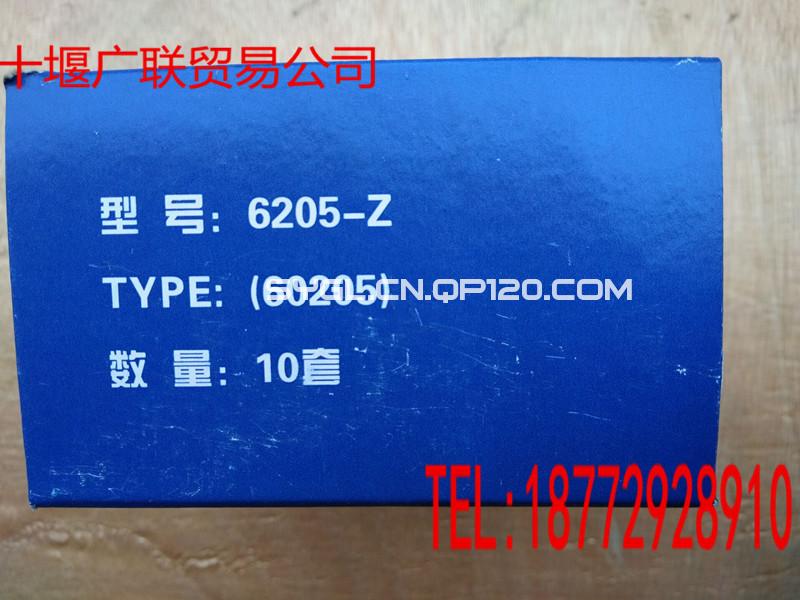 十堰广联贸易公司
型号: 6205-Z
TYPE: (60205)
SYGLCN.QP120.COM
数量: 10套
TEL:18772928910